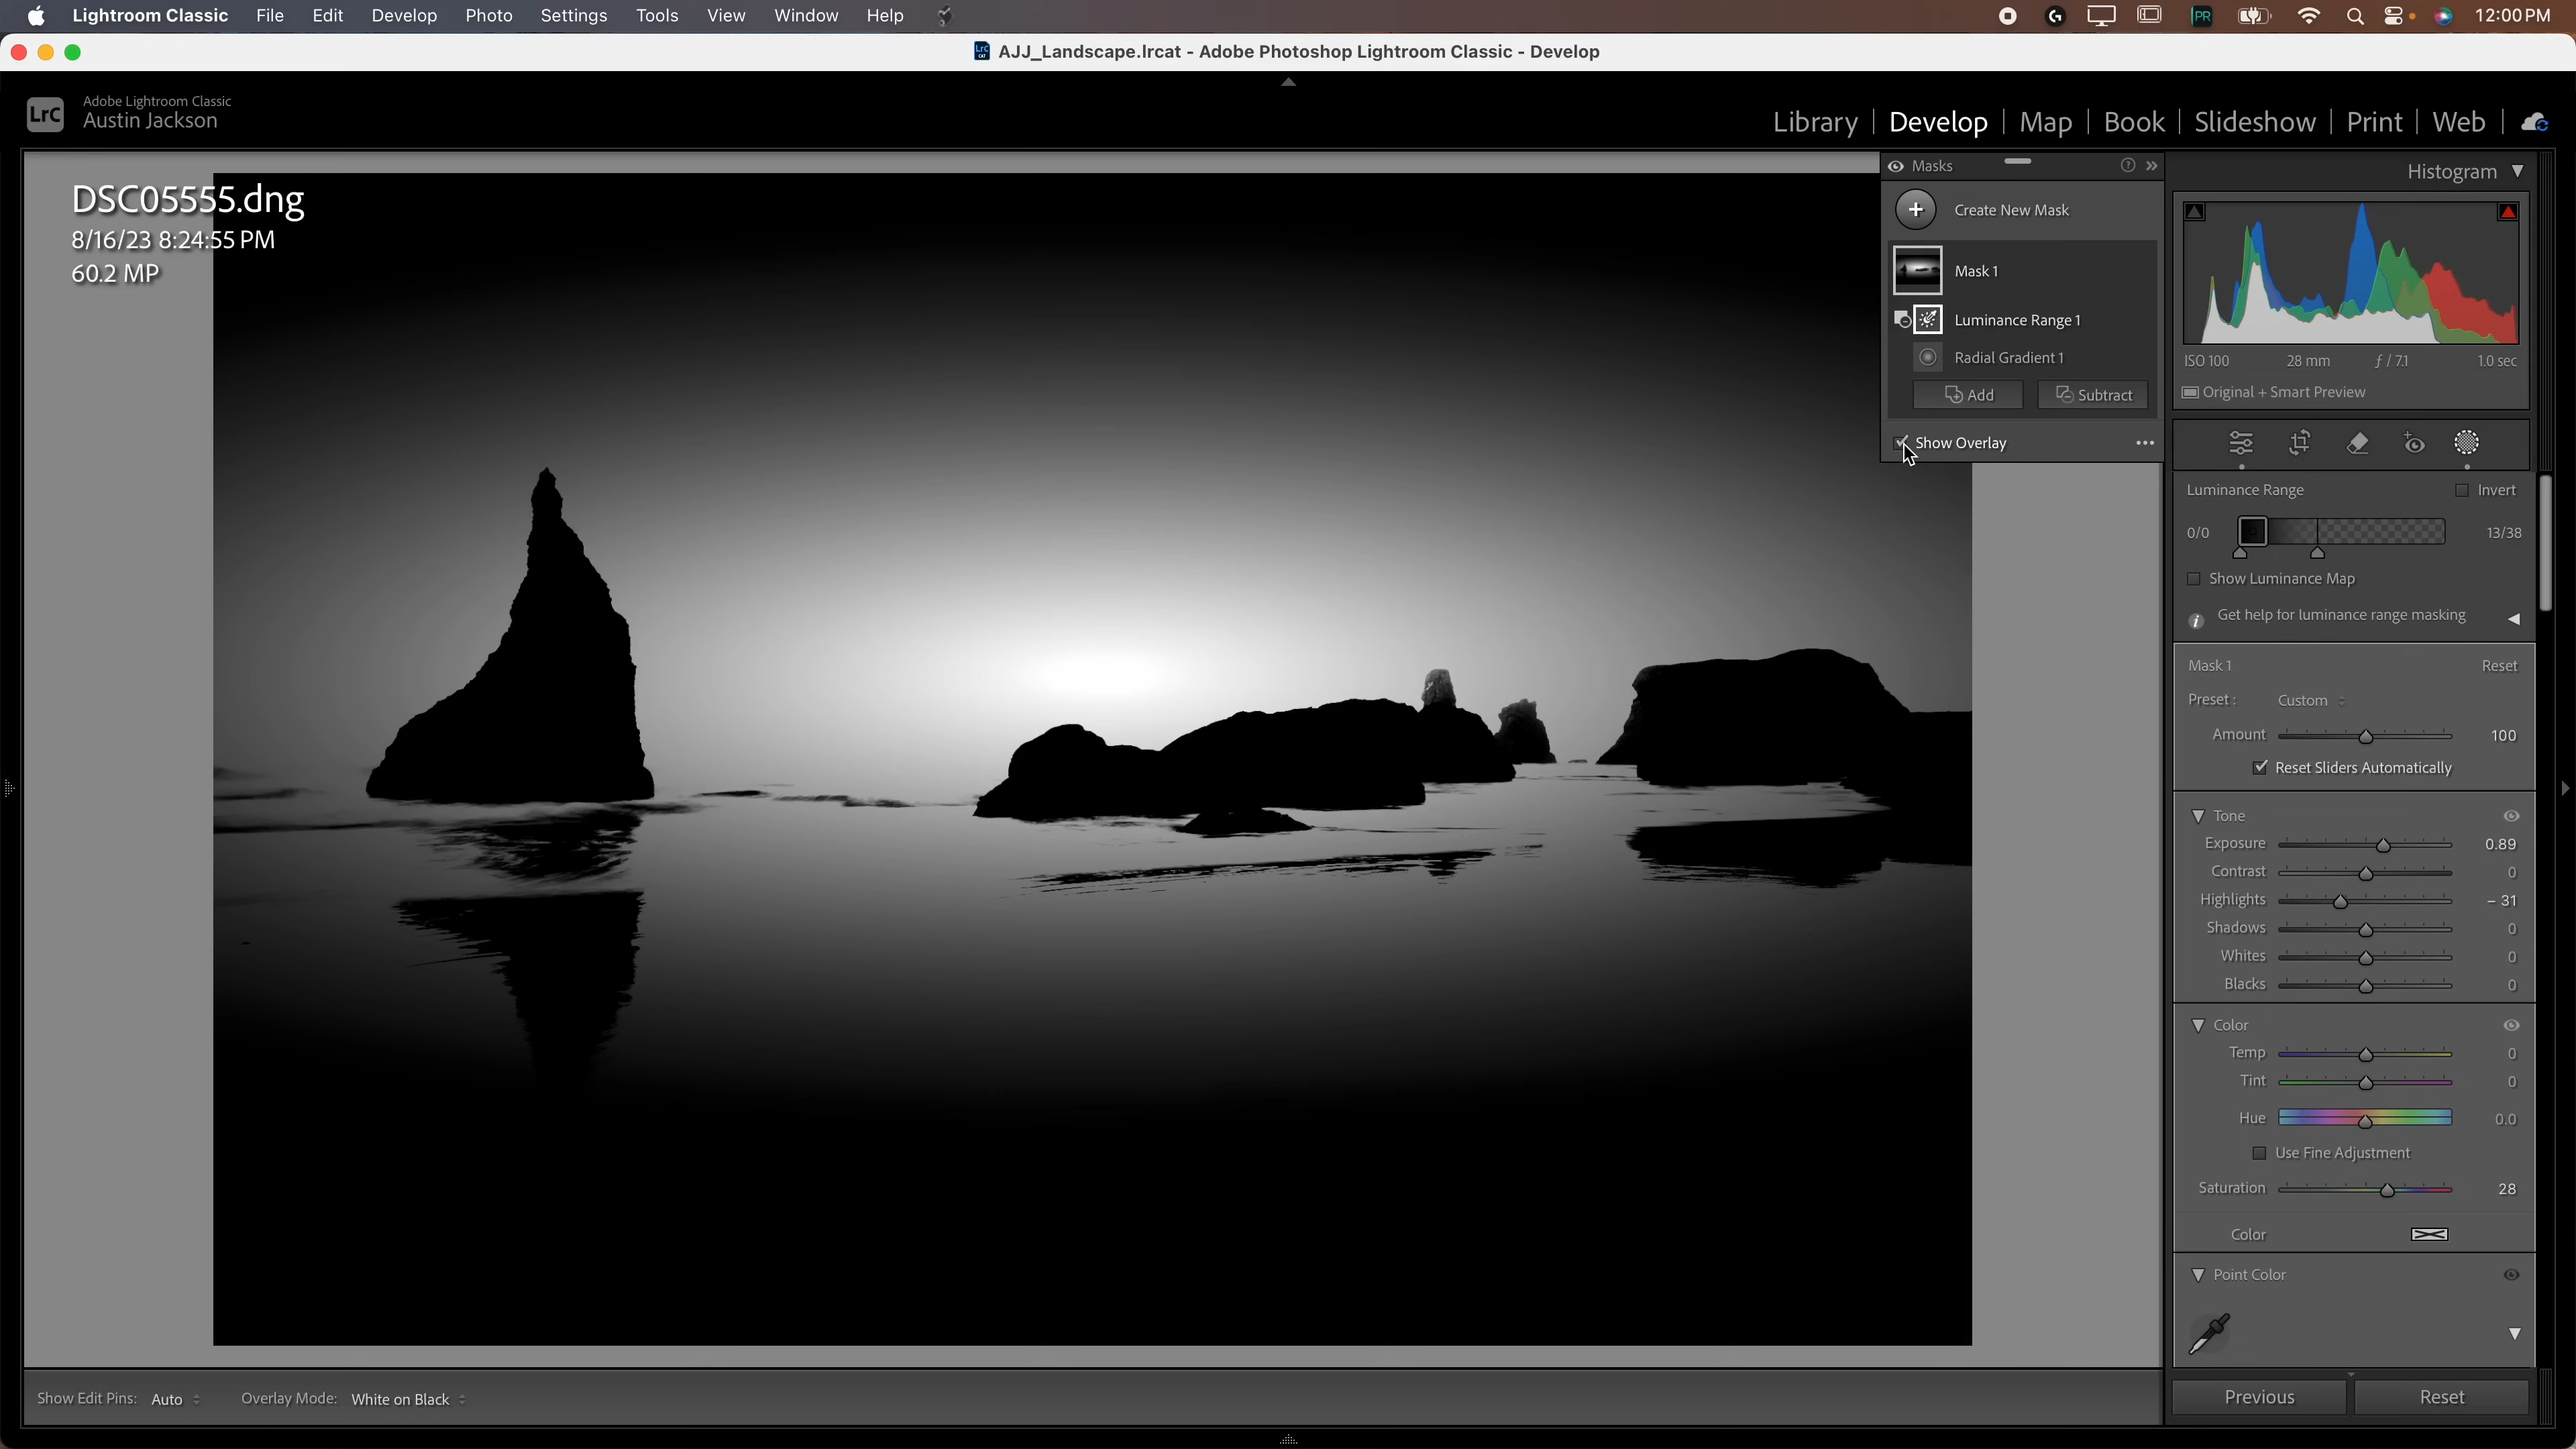 Lightroom Classic File Edit Develop Photo Settings Tools View Window Help PR 12:00 PM
LrC CAT AJJ_Landscape.lrcat - Adobe Photoshop Lightroom Classic - Develop
LrC Adobe Lightroom Classic
Austin Jackson
Library | Develop | Map | Book | Slideshow | Print | Web
DSC05555.dng
8/16/23 8:24:55 PM
60.2 MP
Masks
Create New Mask
Mask 1
Luminance Range 1
Radial Gradient 1
Add Subtract
Show Overlay
Histogram
ISO 100 28 mm ƒ / 7.1 1.0 sec
Original + Smart Preview
Luminance Range Invert
0/0 13/38
Show Luminance Map
Get help for luminance range masking
Mask 1 Reset
Preset : Custom
Amount 100
Reset Sliders Automatically
Tone
Exposure 0.89
Contrast 0
Highlights – 31
Shadows 0
Whites 0
Blacks 0
Color
Temp 0
Tint 0
Hue 0.0
Use Fine Adjustment
Saturation 28
Color
Point Color
Show Edit Pins: Auto Overlay Mode: White on Black
Previous Reset